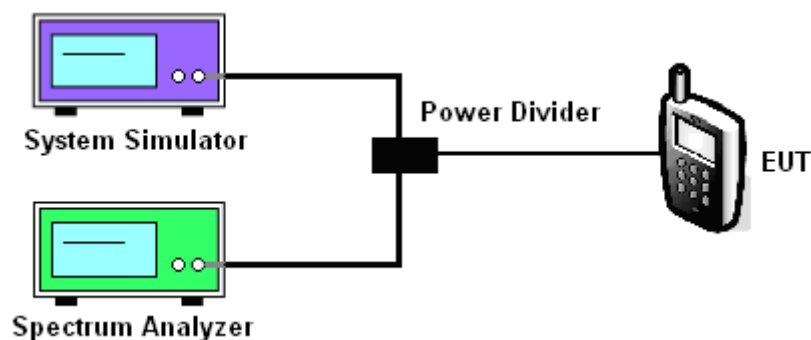 System Simulator
Power Divider
EUT
Spectrum Analyzer